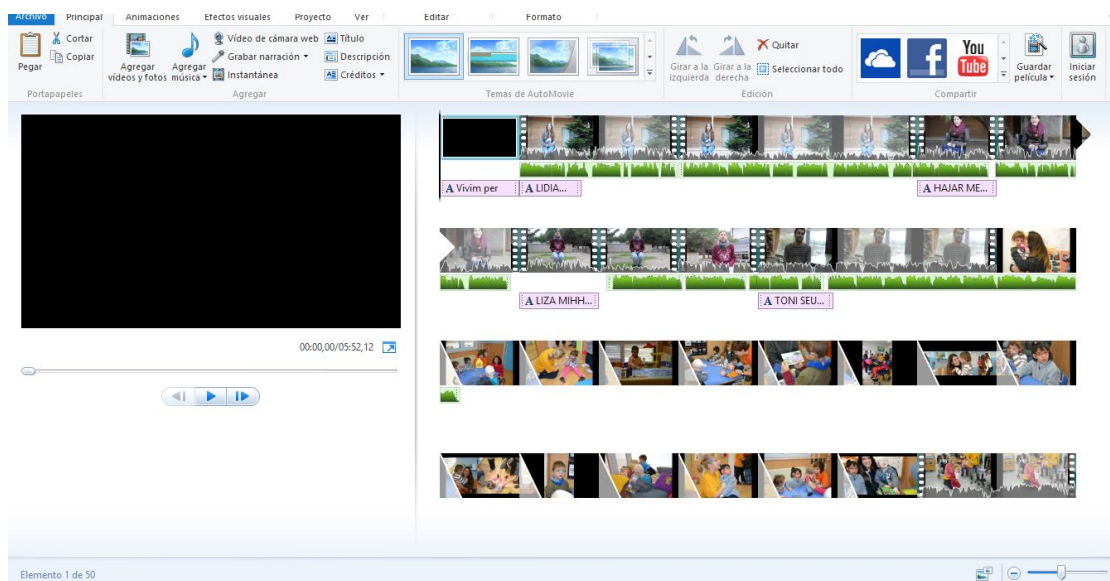 Archivo Principal Animaciones Efectos visuales Proyecto Ver Editar Formato
Pegar
Cortar
Copiar
Portapapeles
Agregar vídeos y fotos
Agregar música
Vídeo de cámara web
Grabar narración
Instantánea
Título
Descripción
Créditos
Agregar
Temas de AutoMovie
Girar a la izquierda
Girar a la derecha
Quitar
Seleccionar todo
Edición
f
You Tube
Compartir
Guardar película
Iniciar sesión
A Vivim per
A LIDIA...
A HAJAR ME...
A LIZA MIHH...
A TONI SEU...
00:00,00/05:52,12
Elemento 1 de 50